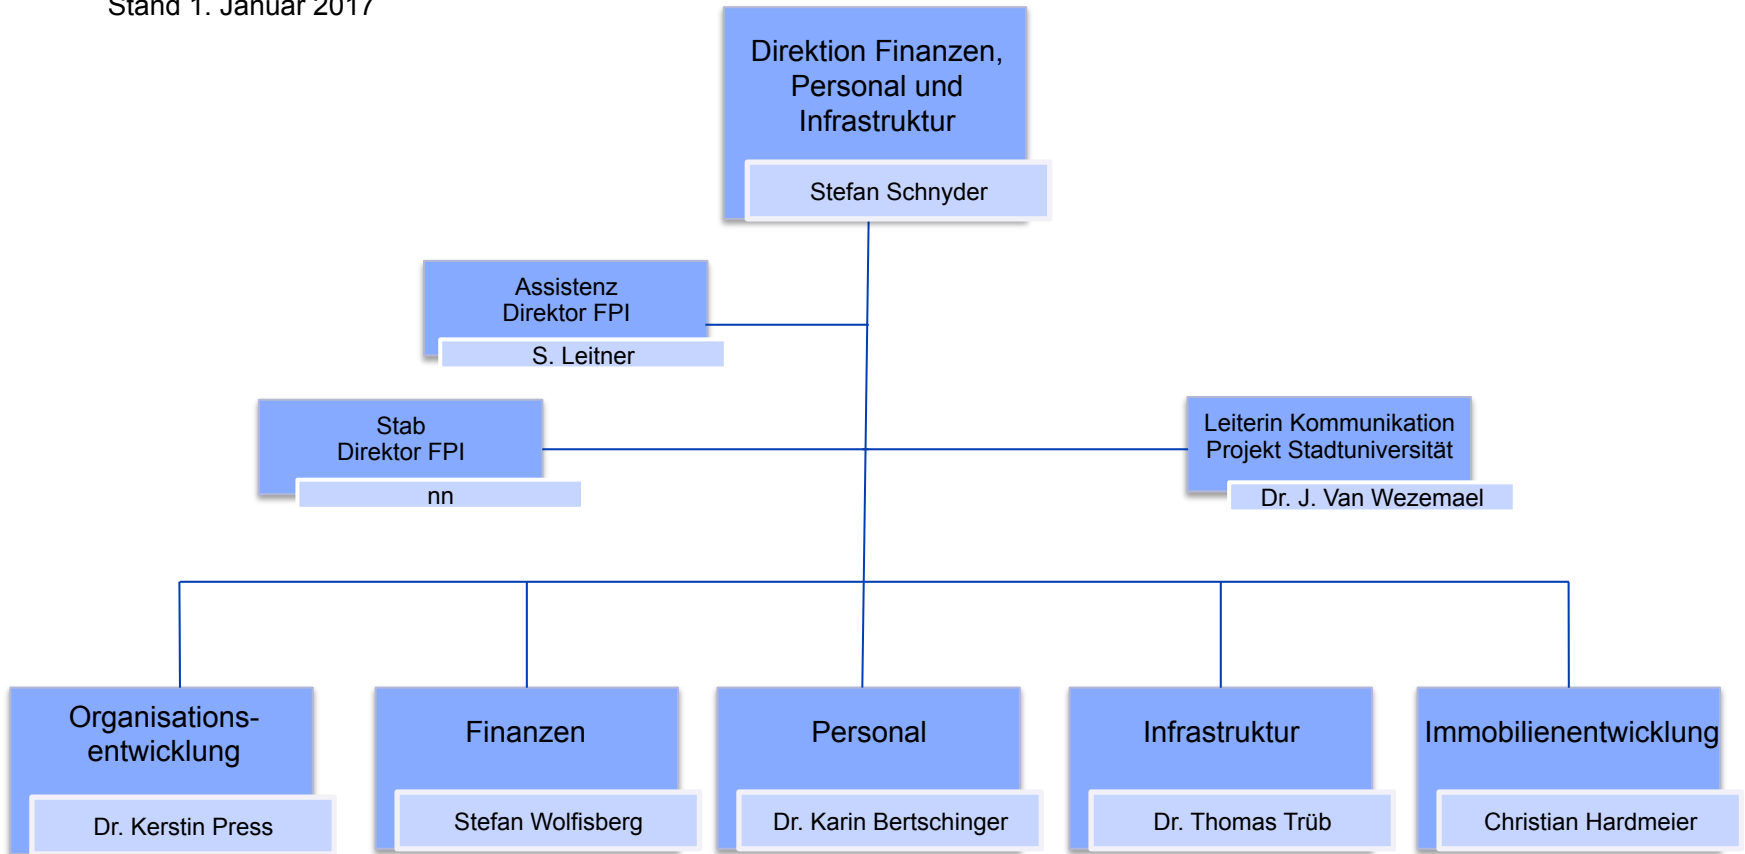 Stand 1. Januar 2017
Direktion Finanzen,
Personal und
Infrastruktur
Stefan Schnyder
Assistenz
Direktor FPI
S. Leitner
Stab
Direktor FPI
nn
Leiterin Kommunikation
Projekt Stadtuniversität
Dr. J. Van Wezemael
Organisations-
entwicklung
Dr. Kerstin Press
Finanzen
Stefan Wolfisberg
Personal
Dr. Karin Bertschinger
Infrastruktur
Dr. Thomas Trüb
Immobilienentwicklung
Christian Hardmeier